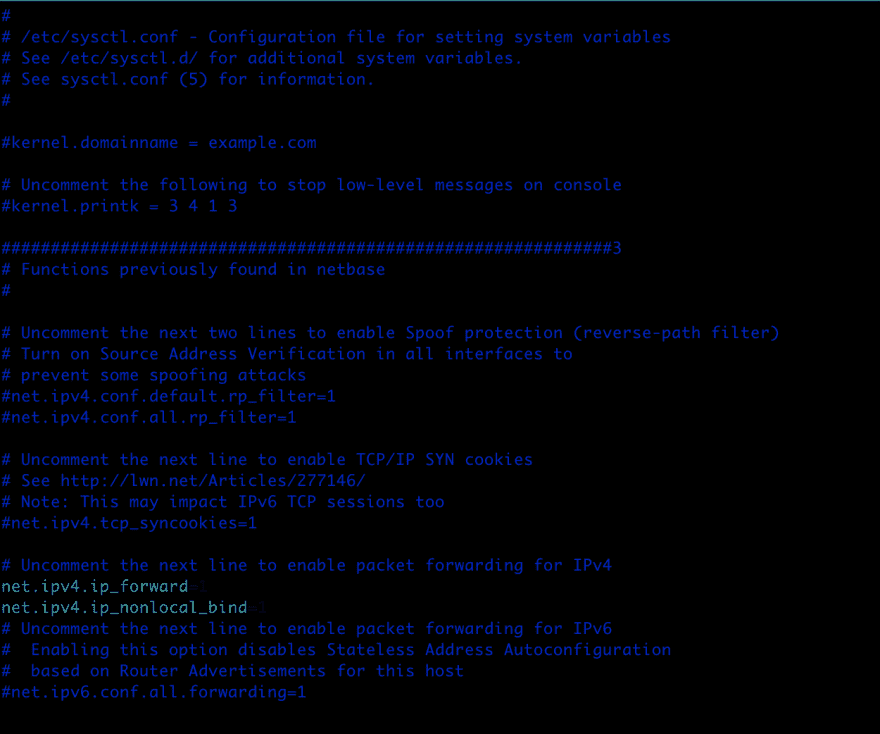 #
# /etc/sysctl.conf - Configuration file for setting system variables
# See /etc/sysctl.d/ for additional system variables.
# See sysctl.conf (5) for information.
#
#kernel.domainname = example.com
# Uncomment the following to stop low-level messages on console
#kernel.printk = 3 4 1 3
##############################################################3
# Functions previously found in netbase
#
# Uncomment the next two lines to enable Spoof protection (reverse-path filter)
# Turn on Source Address Verification in all interfaces to
# prevent some spoofing attacks
#net.ipv4.conf.default.rp_filter=1
#net.ipv4.conf.all.rp_filter=1
# Uncomment the next line to enable TCP/IP SYN cookies
# See http://lwn.net/Articles/277146/
# Note: This may impact IPv6 TCP sessions too
#net.ipv4.tcp_syncookies=1
# Uncomment the next line to enable packet forwarding for IPv4
net.ipv4.ip_forward=1
net.ipv4.ip_nonlocal_bind=1
# Uncomment the next line to enable packet forwarding for IPv6
#  Enabling this option disables Stateless Address Autoconfiguration
#  based on Router Advertisements for this host
#net.ipv6.conf.all.forwarding=1